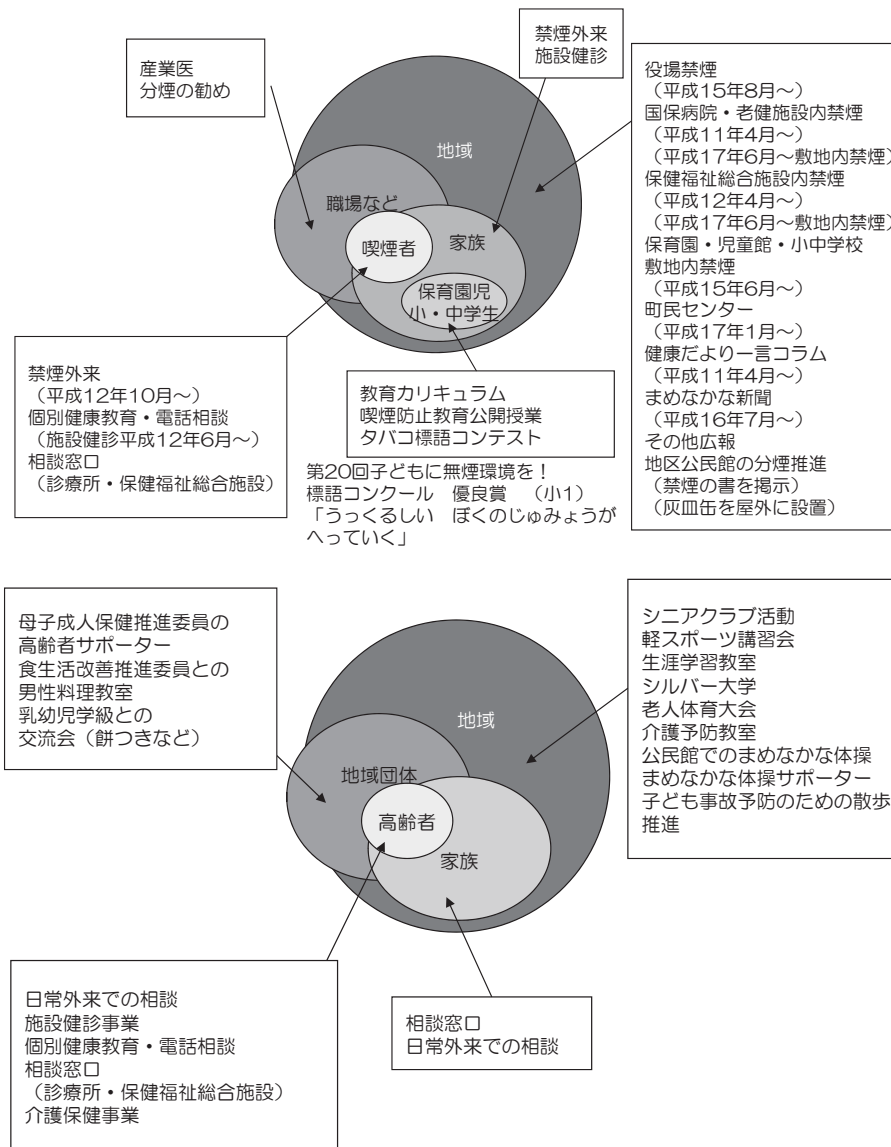 産業医
分煙の勧め
禁煙外来
施設健診
役場禁煙
（平成15年8月～）
国保病院・老健施設内禁煙
（平成11年4月～）
（平成17年6月～敷地内禁煙）
保健福祉総合施設内禁煙
（平成12年4月～）
（平成17年6月～敷地内禁煙）
保育園・児童館・小中学校
敷地内禁煙
（平成15年6月～）
町民センター
（平成17年1月～）
健康だより一言コラム
（平成11年4月～）
まめなかな新聞
（平成16年7月～）
その他広報
地区公民館の分煙推進
（禁煙の書を掲示）
（灰皿缶を屋外に設置）
地域
職場など
喫煙者
家族
保育園児
小・中学生
禁煙外来
（平成12年10月～）
個別健康教育・電話相談
（施設健診平成12年6月～）
相談窓口
（診療所・保健福祉総合施設）
教育カリキュラム
喫煙防止教育公開授業
タバコ標語コンテスト
第20回子どもに無煙環境を！
標語コンクール　優良賞　（小1）
「うっくるしい　ぼくのじゅみょうが
へっていく」
母子成人保健推進委員の
高齢者サポーター
食生活改善推進委員との
男性料理教室
乳幼児学級との
交流会（餅つきなど）
シニアクラブ活動
軽スポーツ講習会
生涯学習教室
シルバー大学
老人体育大会
介護予防教室
公民館でのまめなかな体操
まめなかな体操サポーター
子ども事故予防のための散歩
推進
地域
地域団体
高齢者
家族
日常外来での相談
施設健診事業
個別健康教育・電話相談
相談窓口
（診療所・保健福祉総合施設）
介護保健事業
相談窓口
日常外来での相談